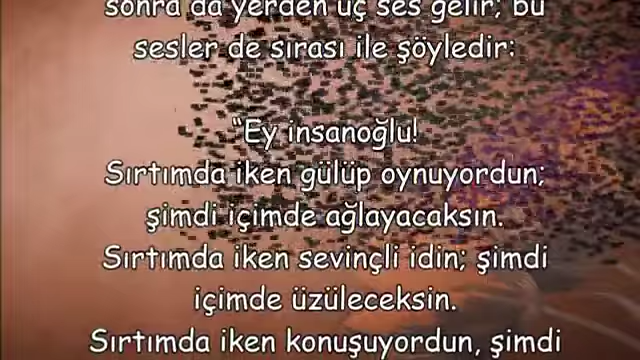 sonra da yerden üç ses gelir; bu
sesler de sırası ile şöyledir:
“Ey insanoğlu!
Sırtımda iken gülüp oynuyordun;
şimdi içimde ağlayacaksın.
Sırtımda iken sevinçli idin; şimdi
içimde üzüleceksin.
Sırtımda iken konuşuyordun, şimdi